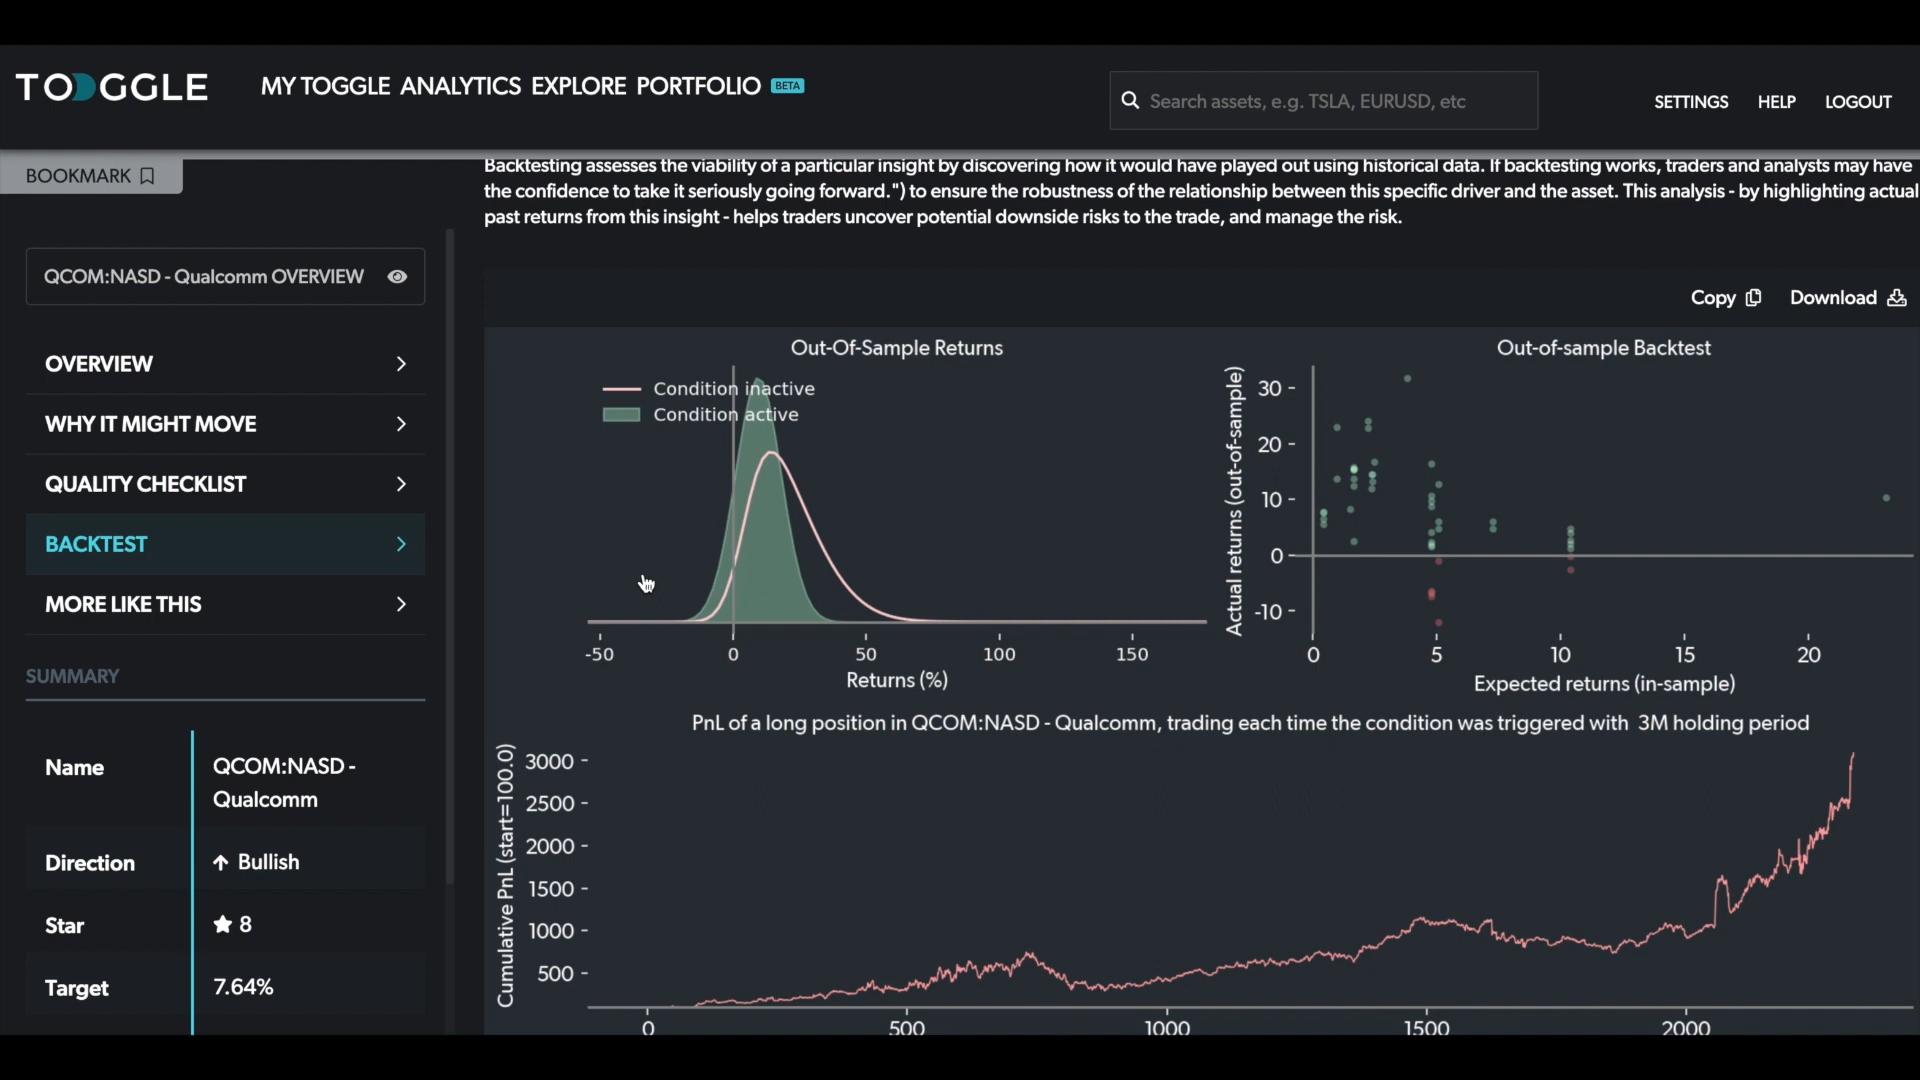 TOGGLE
MY TOGGLE ANALYTICS EXPLORE PORTFOLIO BETA
Search assets, e.g. TSLA, EURUSD, etc
SETTINGS HELP LOGOUT
BOOKMARK
QCOM:NASD - Qualcomm OVERVIEW
OVERVIEW
WHY IT MIGHT MOVE
QUALITY CHECKLIST
BACKTEST
MORE LIKE THIS
SUMMARY
Name QCOM:NASD -
Qualcomm
Direction Bullish
Star 8
Target 7.64%
Backtesting assesses the viability of a particular insight by discovering how it would have played out using historical data. If backtesting works, traders and analysts may have
the confidence to take it seriously going forward.") to ensure the robustness of the relationship between this specific driver and the asset. This analysis - by highlighting actual
past returns from this insight - helps traders uncover potential downside risks to the trade, and manage the risk.
Copy Download
Out-Of-Sample Returns
Condition inactive
Condition active
-50 0 50 100 150
Returns (%)
Out-of-sample Backtest
Actual returns (out-of-sample)
30
20
10
0
-10
0 5 10 15 20
Expected returns (in-sample)
PnL of a long position in QCOM:NASD - Qualcomm, trading each time the condition was triggered with 3M holding period
Cumulative PnL (start=100.0)
3000
2500
2000
1500
1000
500
0 500 1000 1500 2000